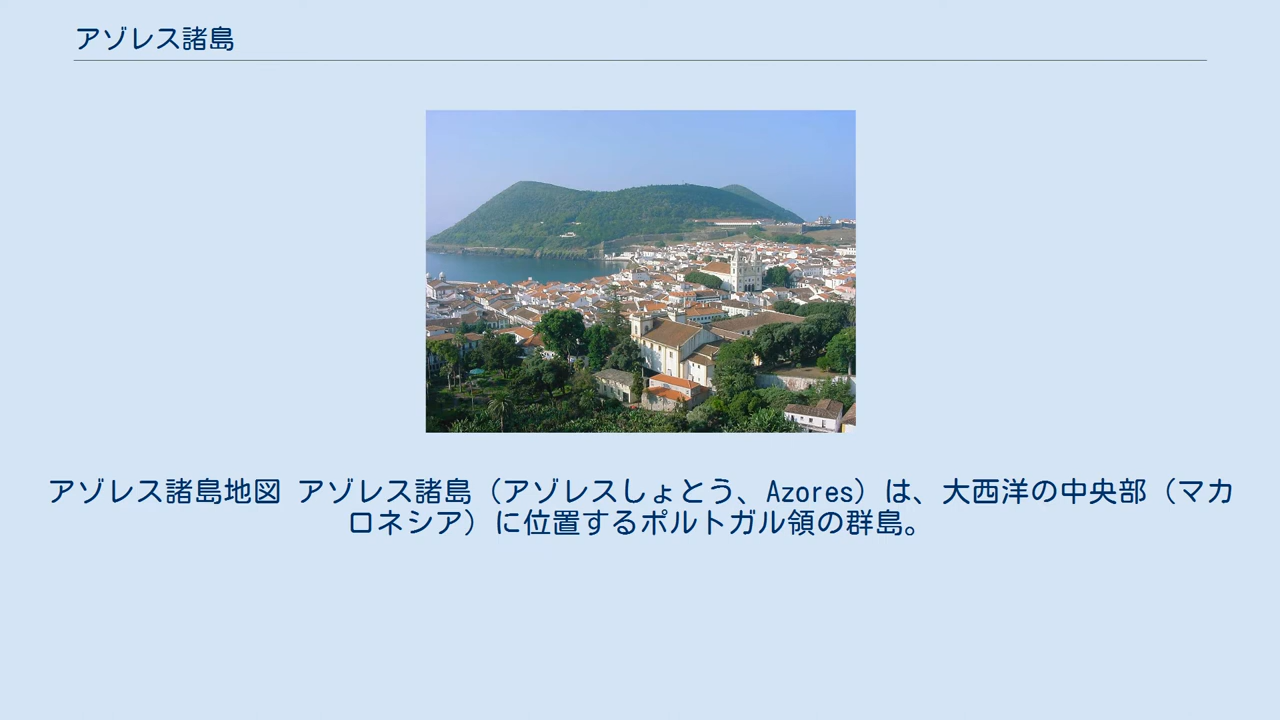 アゾレス諸島
アゾレス諸島地図 アゾレス諸島（アゾレスしょとう、Azores）は、大西洋の中央部（マカ
ロネシア）に位置するポルトガル領の群島。